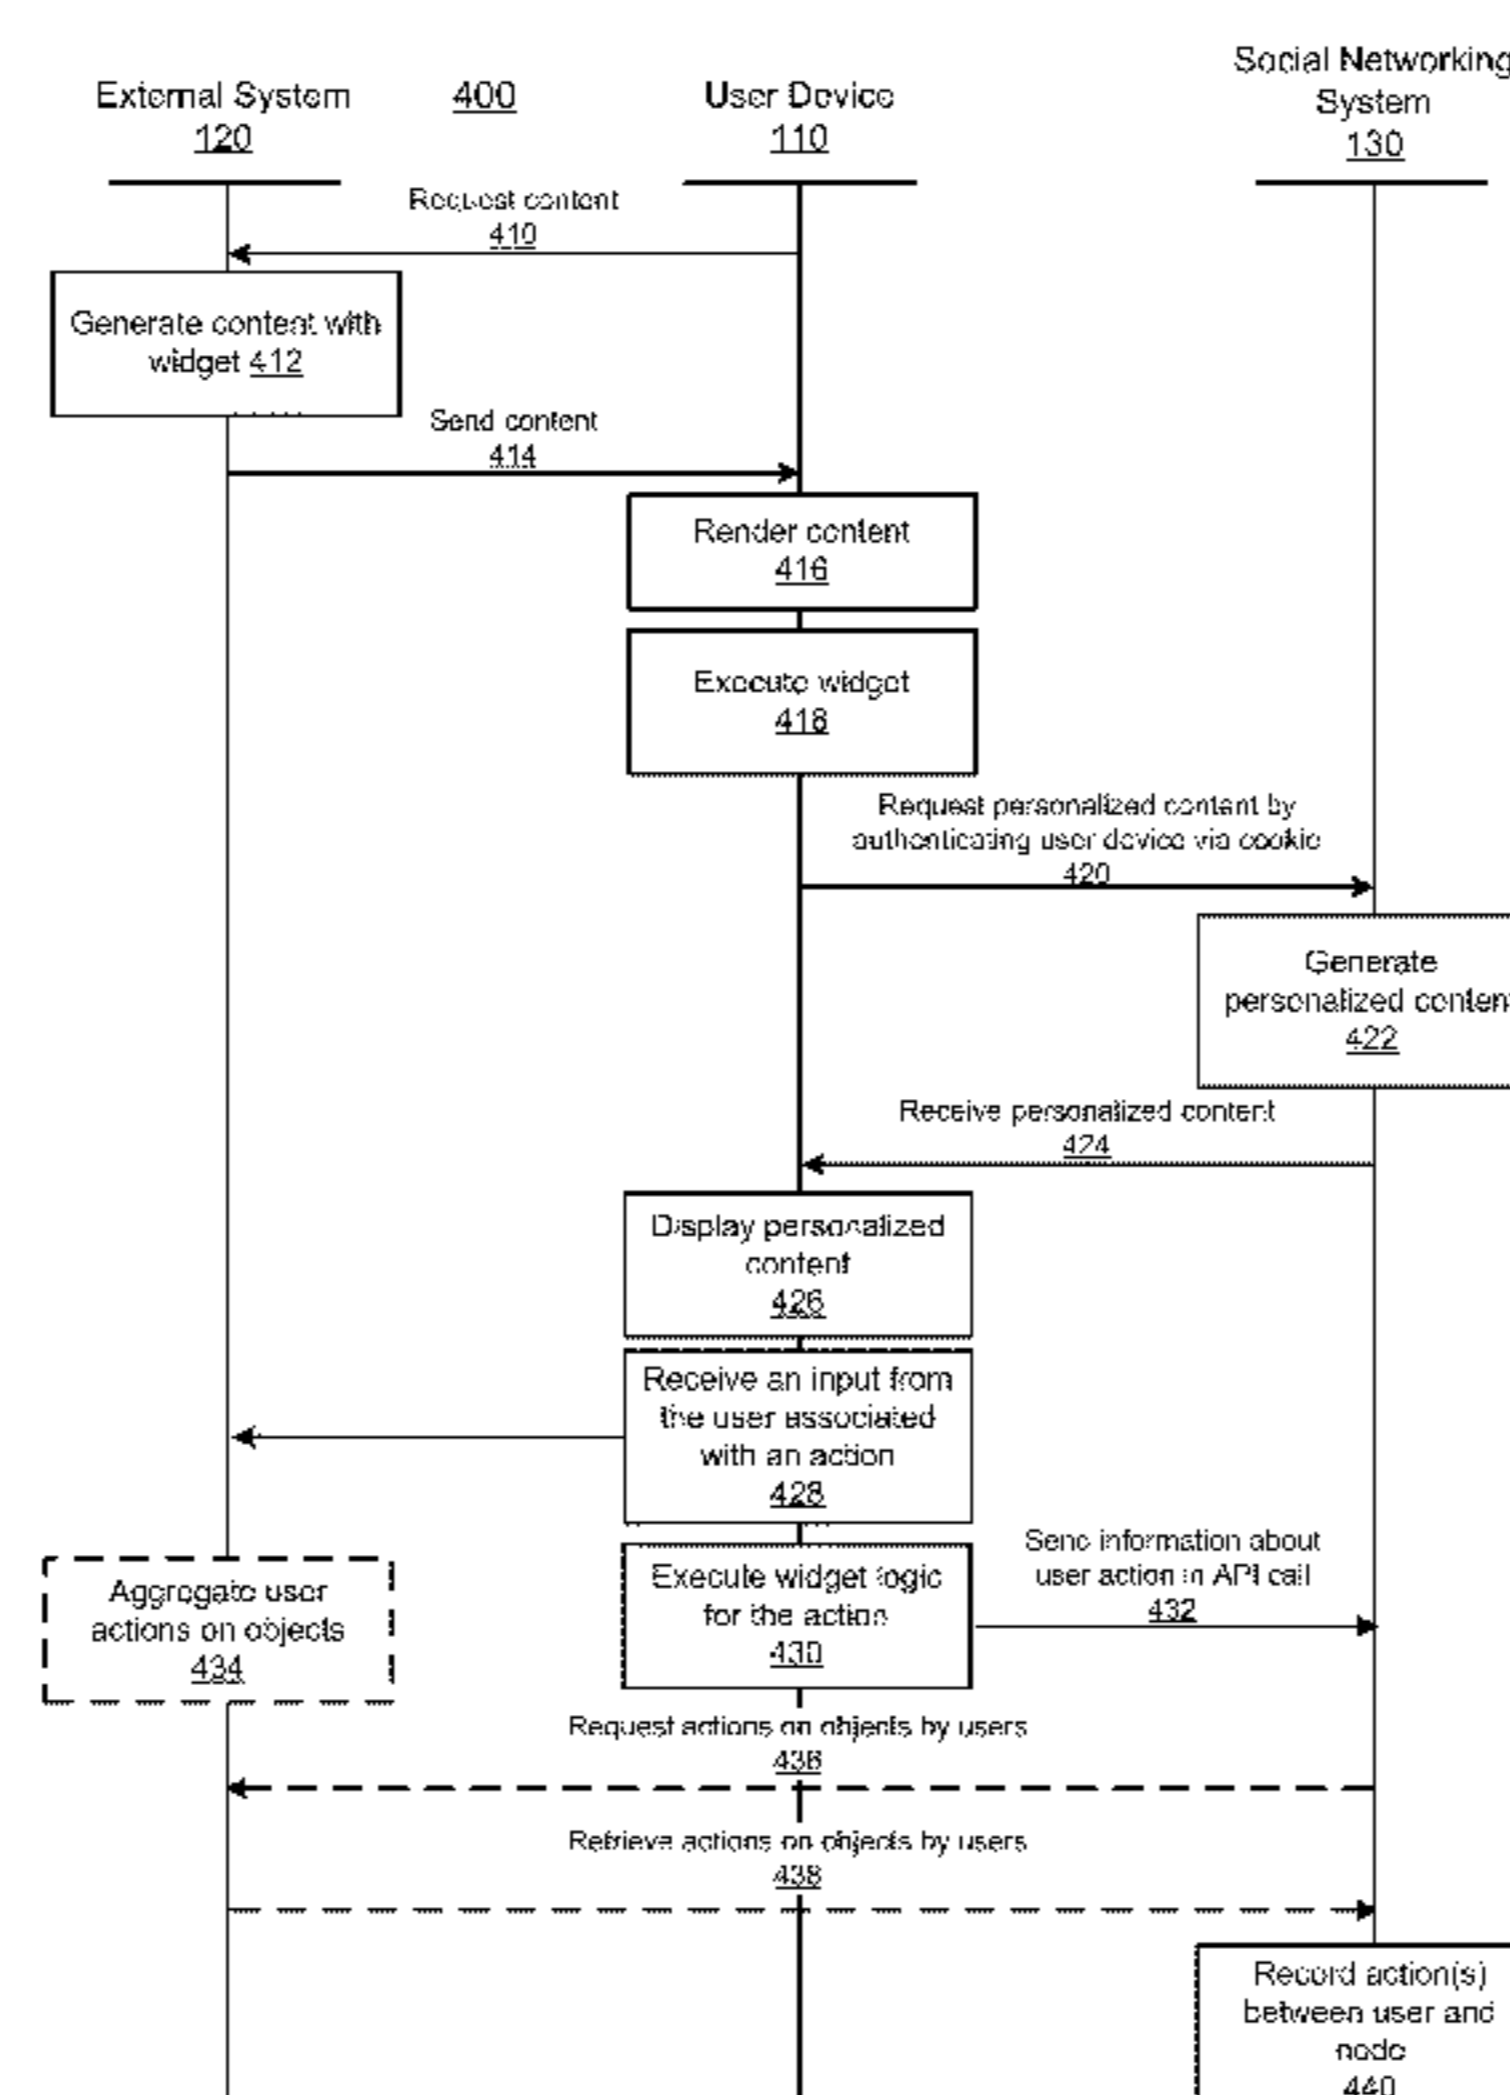 External System
120
400
User Device
110
Social Networking
System
130
Request content
410
Generate content with
widget 412
Send content
414
Render content
416
Execute widget
418
Request personalized content by
authenticating user device via cookie
420
Generate
personalized content
422
Receive personalized content
424
Display personalized
content
426
Receive an input from
the user associated
with an action
428
Execute widget logic
for the action
430
Send information about
user action in API call
432
Aggregate user
actions on objects
434
Request actions on objects by users
436
Retrieve actions on objects by users
438
Record action(s)
between user and
node
440